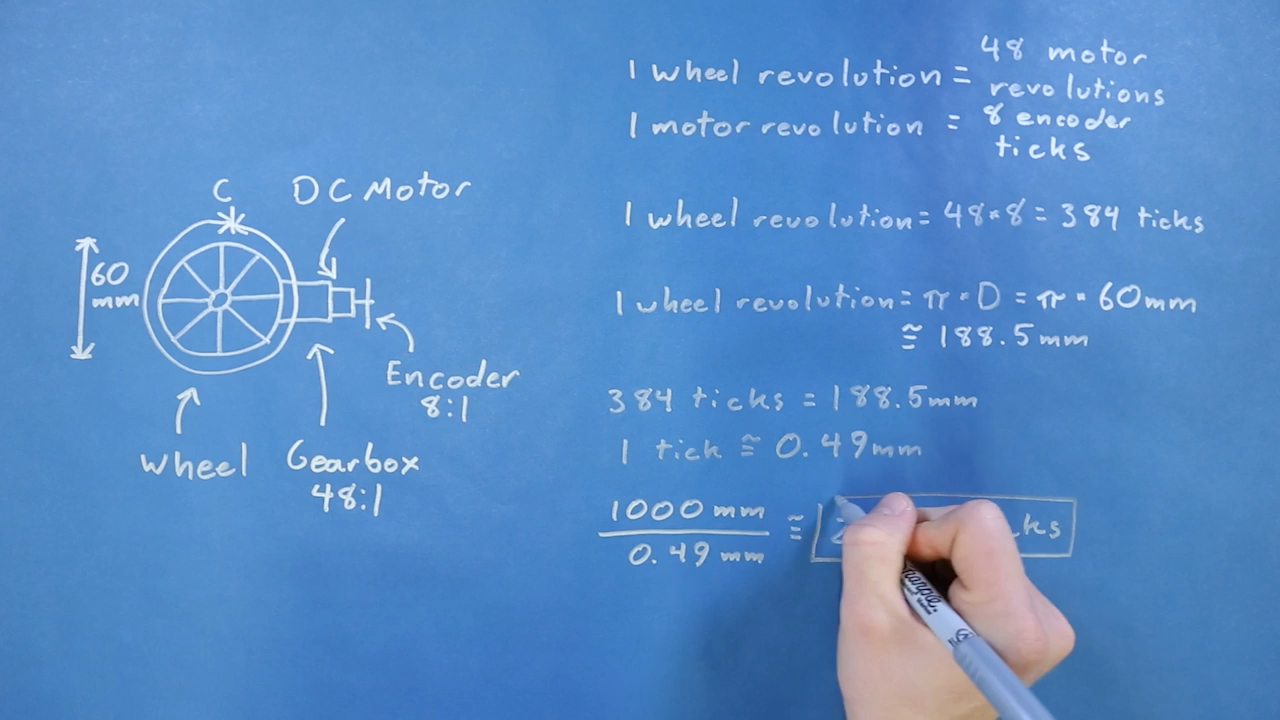 1 wheel revolution = 48 motor revolutions
1 motor revolution = 8 encoder ticks
1 wheel revolution = 48 * 8 = 384 ticks
1 wheel revolution = π * D = π * 60mm
≅ 188.5mm
384 ticks = 188.5mm
1 tick ≅ 0.49mm
1000 mm
0.49 mm
≅
C
DC Motor
60
mm
Encoder
8:1
Wheel
Gearbox
48:1
Sharpie